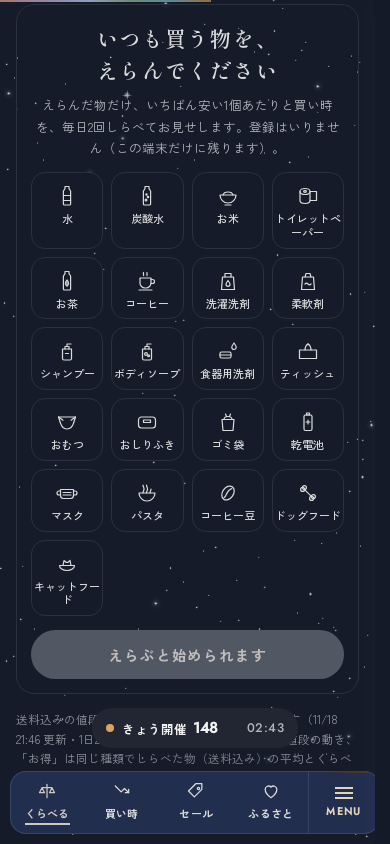 いつも買う物を、
えらんでください
えらんだ物だけ、いちばん安い1個あたりと買い時
を、毎日2回しらべてお見せします。登録はいりませ
ん（この端末だけに残ります）。
水
炭酸水
お米
トイレットペ
ーパー
お茶
コーヒー
洗濯洗剤
柔軟剤
シャンプー
ボディソープ
食器用洗剤
ティッシュ
おむつ
おしりふき
ゴミ袋
乾電池
マスク
パスタ
コーヒー豆
ドッグフード
キャットフー
ド
えらぶと始められます
送料込みの値段
（11/18
21:46 更新・1日2
値段の動き。
きょう開催 148 02:43
「お得」は同じ種類でしらべた物（送料込み）の平均とくらべ
くらべる
買い時
セール
ふるさと
MENU